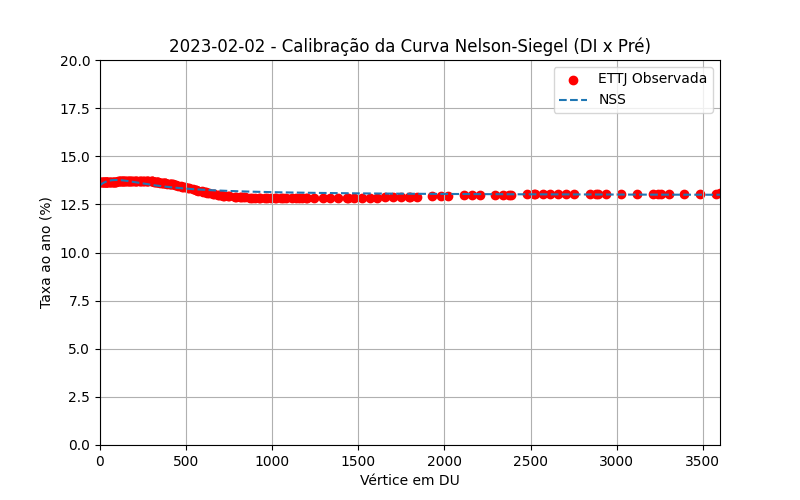 2023-02-02 - Calibração da Curva Nelson-Siegel (DI x Pré)
ETTJ Observada
NSS
Taxa ao ano (%)
20.0
17.5
15.0
12.5
10.0
7.5
5.0
2.5
0.0
0 500 1000 1500 2000 2500 3000 3500
Vértice em DU